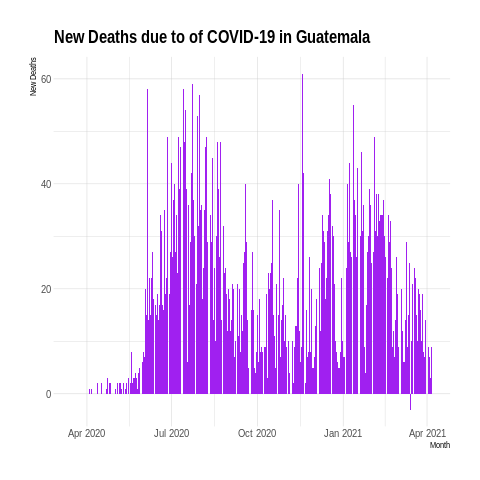 New Deaths due to of COVID-19 in Guatemala
New Deaths
60
40
20
0
Apr 2020 Jul 2020 Oct 2020 Jan 2021 Apr 2021
Month